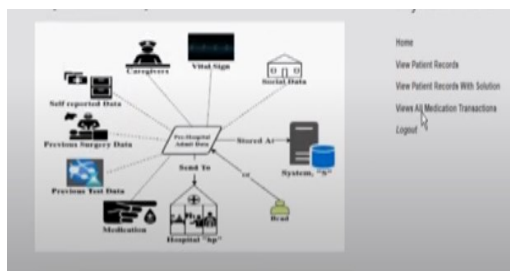 Caregivers
Vital Sign
Social Data
Self reported Data
Previous Surgery Data
Pre-Hospital
Admit Data
Stored At
System, "S"
Previous Test Data
Send To
Medication
Hospital "hp"
Read
Home
View Patient Records
View Patient Records With Solution
Views All Medication Transactions
Logout